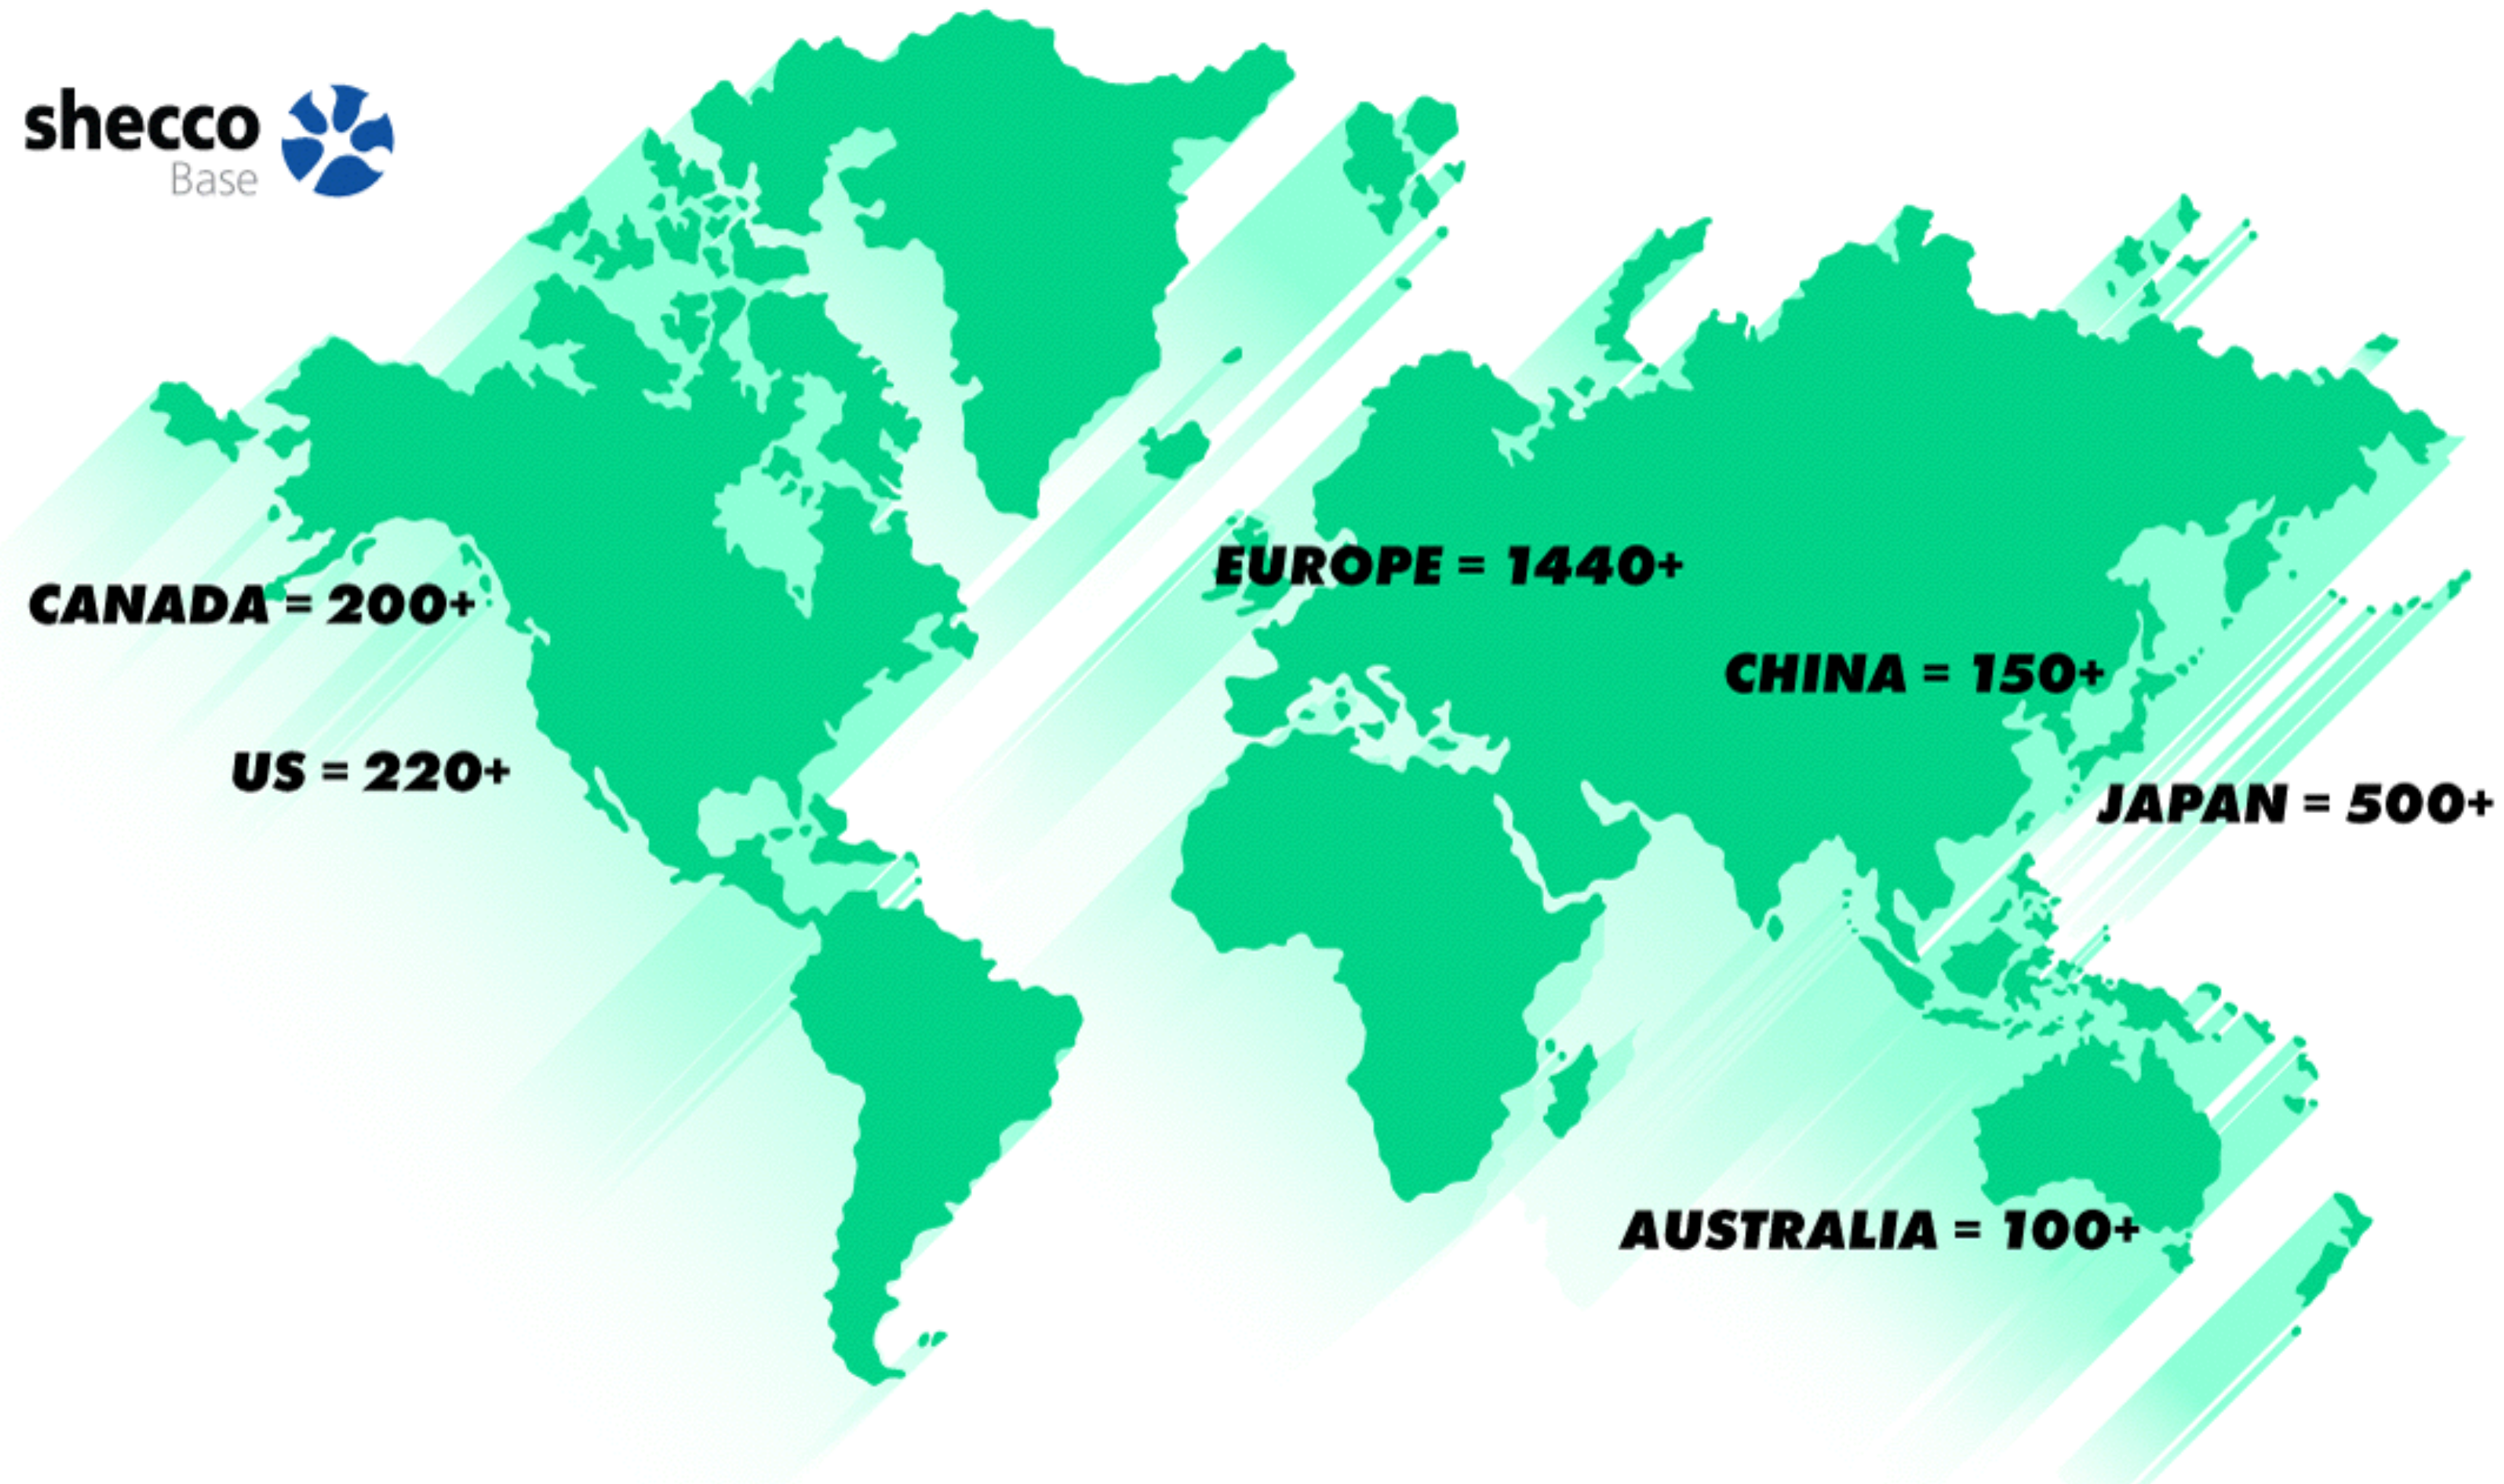 shecco
Base
EUROPE = 1440+
CANADA = 200+
CHINA = 150+
US = 220+
JAPAN = 500+
AUSTRALIA = 100+